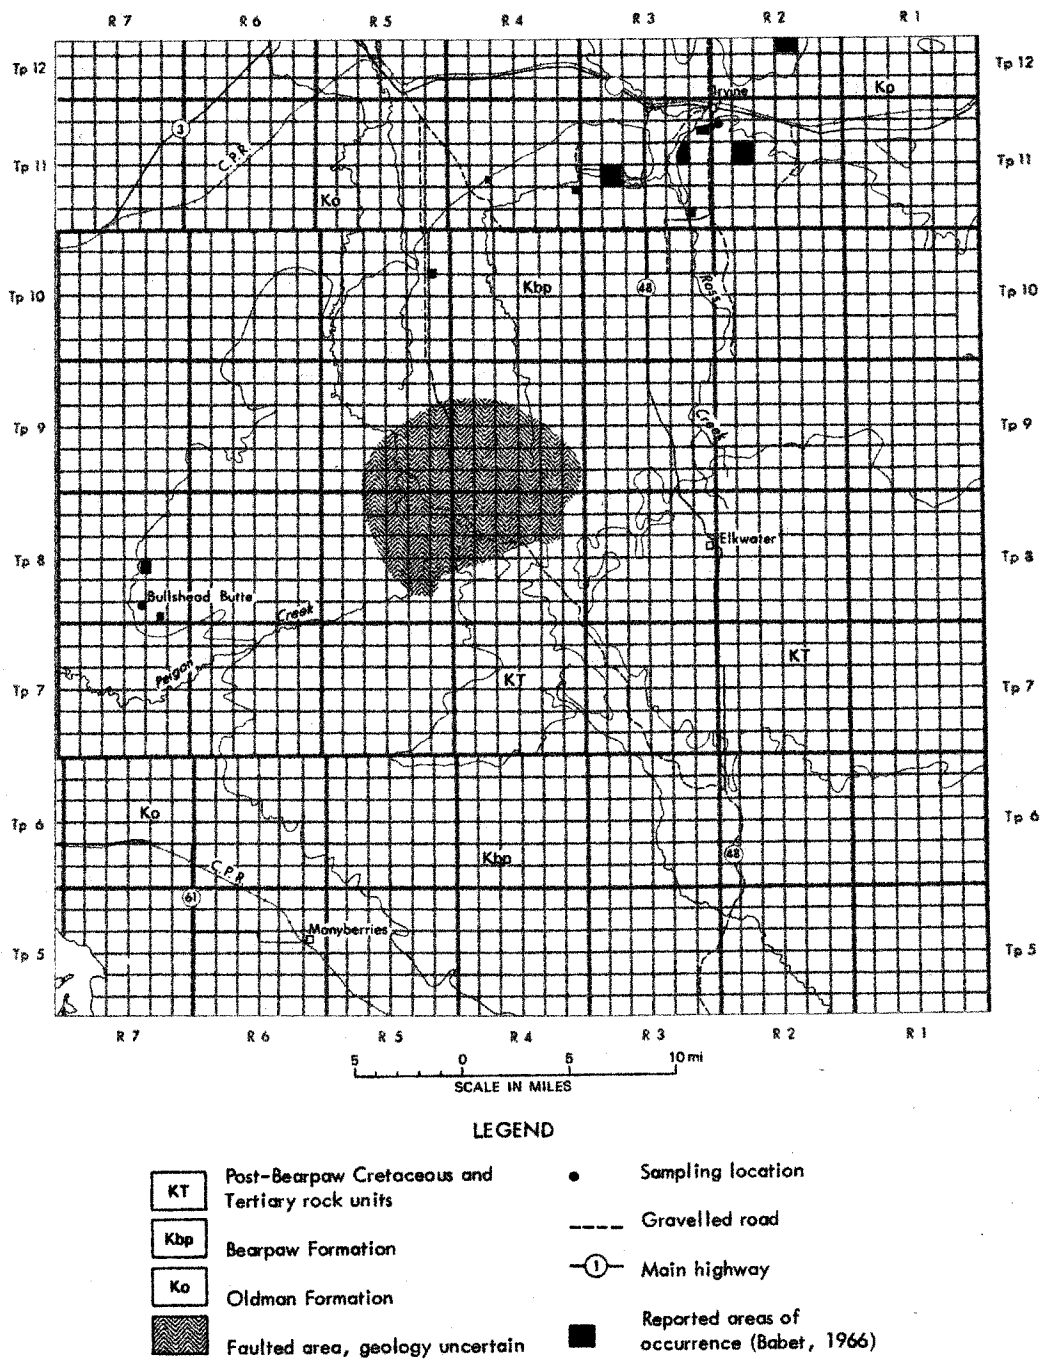 R 7 R 6 R 5 R 4 R 3 R 2 R 1
Tp 12
Tp 12
Irvine
Ko
3
C.P.R.
Tp 11
Tp 11
Ko
Tp 10
Kbp
48
Ross
Tp 10
Tp 9
Creek
Tp 9
Elkwater
Tp 8
Tp 8
Bullshead Butte
Creek
Peigan
KT
KT
Tp 7
Tp 7
Ko
Tp 6
Tp 6
Kbp
48
C.P.R.
61
Manyberries
Tp 5
Tp 5
R 7 R 6 R 5 R 4 R 3 R 2 R 1
5 0 5 10 mi
SCALE IN MILES
LEGEND
KT Post-Bearpaw Cretaceous and
Tertiary rock units
Kbp Bearpaw Formation
Ko Oldman Formation
Faulted area, geology uncertain
Sampling location
Gravelled road
1 Main highway
Reported areas of
occurrence (Babet, 1966)